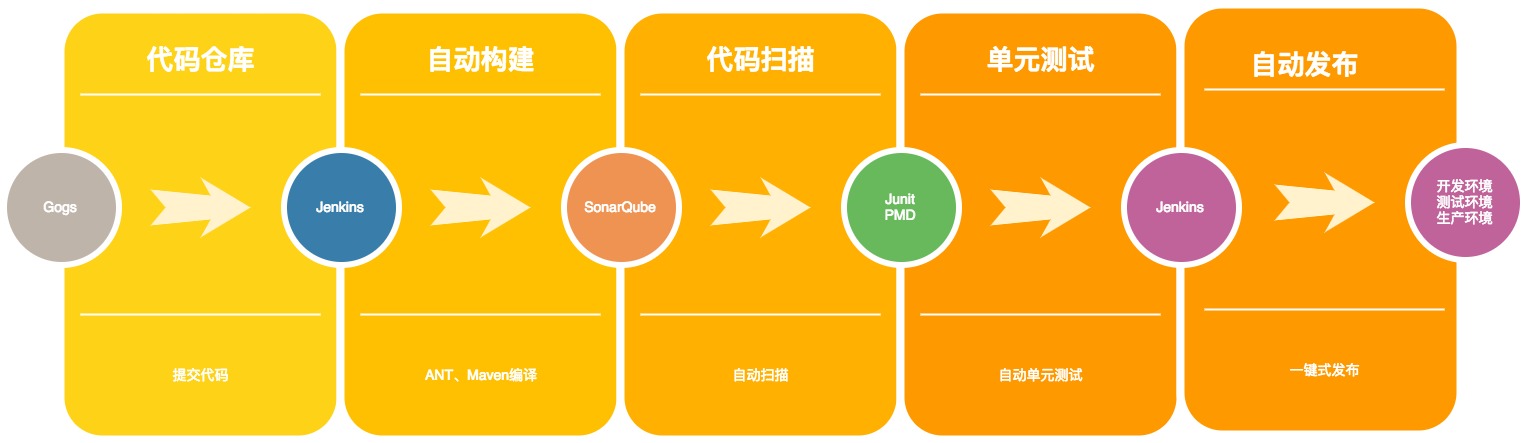 代码仓库
自动构建
代码扫描
单元测试
自动发布
Gogs
Jenkins
SonarQube
Junit
PMD
Jenkins
开发环境
测试环境
生产环境
提交代码
ANT、Maven编译
自动扫描
自动单元测试
一键式发布